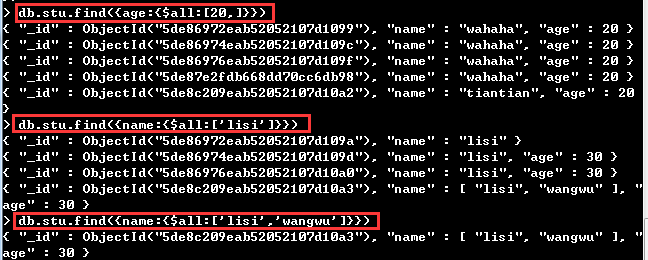 > db.stu.find({age:{$all:[20,]}})
{ "_id" : ObjectId("5de86972eab52052107d1099"), "name" : "wahaha", "age" : 20 }
{ "_id" : ObjectId("5de86974eab52052107d109c"), "name" : "wahaha", "age" : 20 }
{ "_id" : ObjectId("5de86976eab52052107d109f"), "name" : "wahaha", "age" : 20 }
{ "_id" : ObjectId("5de87e2fdb668dd70cc6db98"), "name" : "wahaha", "age" : 20 }
{ "_id" : ObjectId("5de8c209eab52052107d10a2"), "name" : "tiantian", "age" : 20
}
> db.stu.find({name:{$all:['lisi']}})
{ "_id" : ObjectId("5de86972eab52052107d109a"), "name" : "lisi" }
{ "_id" : ObjectId("5de86974eab52052107d109d"), "name" : "lisi", "age" : 30 }
{ "_id" : ObjectId("5de86976eab52052107d10a0"), "name" : "lisi", "age" : 30 }
{ "_id" : ObjectId("5de8c209eab52052107d10a3"), "name" : [ "lisi", "wangwu" ], "
age" : 30 }
> db.stu.find({name:{$all:['lisi','wangwu']}})
{ "_id" : ObjectId("5de8c209eab52052107d10a3"), "name" : [ "lisi", "wangwu" ], "
age" : 30 }